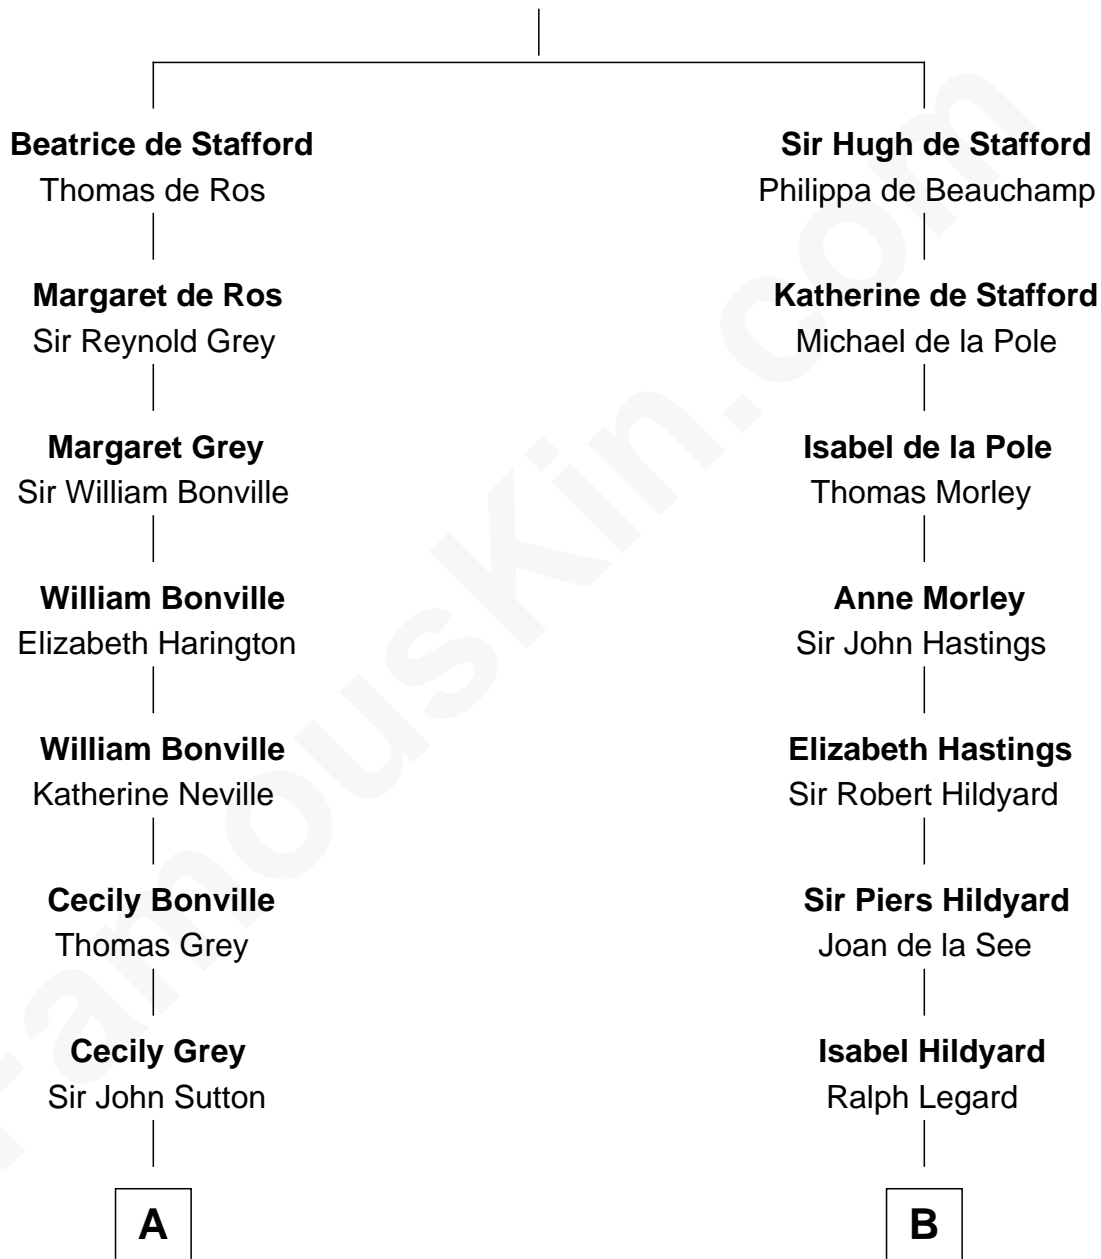 Beatrice de Stafford
Thomas de Ros
Margaret de Ros
Sir Reynold Grey
Margaret Grey
Sir William Bonville
William Bonville
Elizabeth Harington
William Bonville
Katherine Neville
Cecily Bonville
Thomas Grey
Cecily Grey
Sir John Sutton
A
Sir Hugh de Stafford
Philippa de Beauchamp
Katherine de Stafford
Michael de la Pole
Isabel de la Pole
Thomas Morley
Anne Morley
Sir John Hastings
Elizabeth Hastings
Sir Robert Hildyard
Sir Piers Hildyard
Joan de la See
Isabel Hildyard
Ralph Legard
B
FamousKin.com